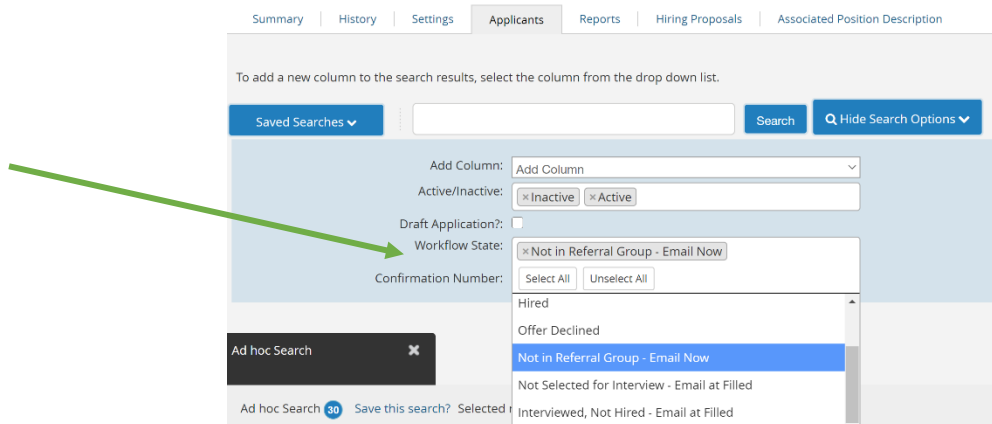 Summary History Settings Applicants Reports Hiring Proposals Associated Position Description
To add a new column to the search results, select the column from the drop down list.
Saved Searches Search Hide Search Options
Add Column: Add Column
Active/Inactive: ×Inactive ×Active
Draft Application?:
Workflow State: ×Not in Referral Group - Email Now
Confirmation Number: Select All Unselect All
Hired
Offer Declined
Ad hoc Search ×
Not in Referral Group - Email Now
Not Selected for Interview - Email at Filled
Ad hoc Search 30 Save this search? Selected
Interviewed, Not Hired - Email at Filled